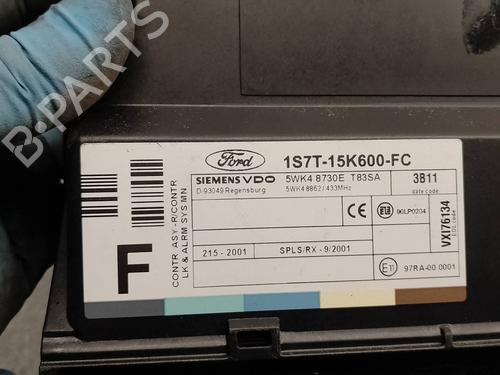 B-PARTS
Ford
1S7T-15K600-FC
SIEMENS VDO
D-93049 Regensburg
5WK4 8730E T83SA
5WK4 8862/433MHz
3B11
date code
CONTR ASY-R/CONTR
LK & ALRM SYS MN
F
CE
90LP0204
VX176134
EOL code
215-2001
SPLS/RX-9/2001
E11
97RA-00 0001